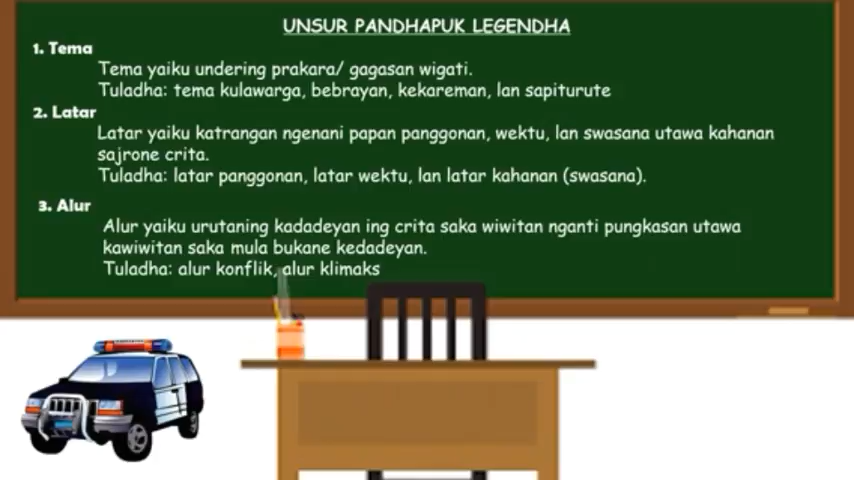 UNSUR PANDHAPUK LEGENDHA
1. Tema
Tema yaiku undering prakara/ gagasan wigati.
Tuladha: tema kulawarga, bebrayan, kekareman, lan sapiturute
2. Latar
Latar yaiku katrangan ngenani papan panggonan, wektu, lan swasana utawa kahanan
sajrone crita.
Tuladha: latar panggonan, latar wektu, lan latar kahanan (swasana).
3. Alur
Alur yaiku urutaning kadadeyan ing crita saka wiwitan nganti pungkasan utawa
kawiwitan saka mula bukane kedadeyan.
Tuladha: alur konflik, alur klimaks